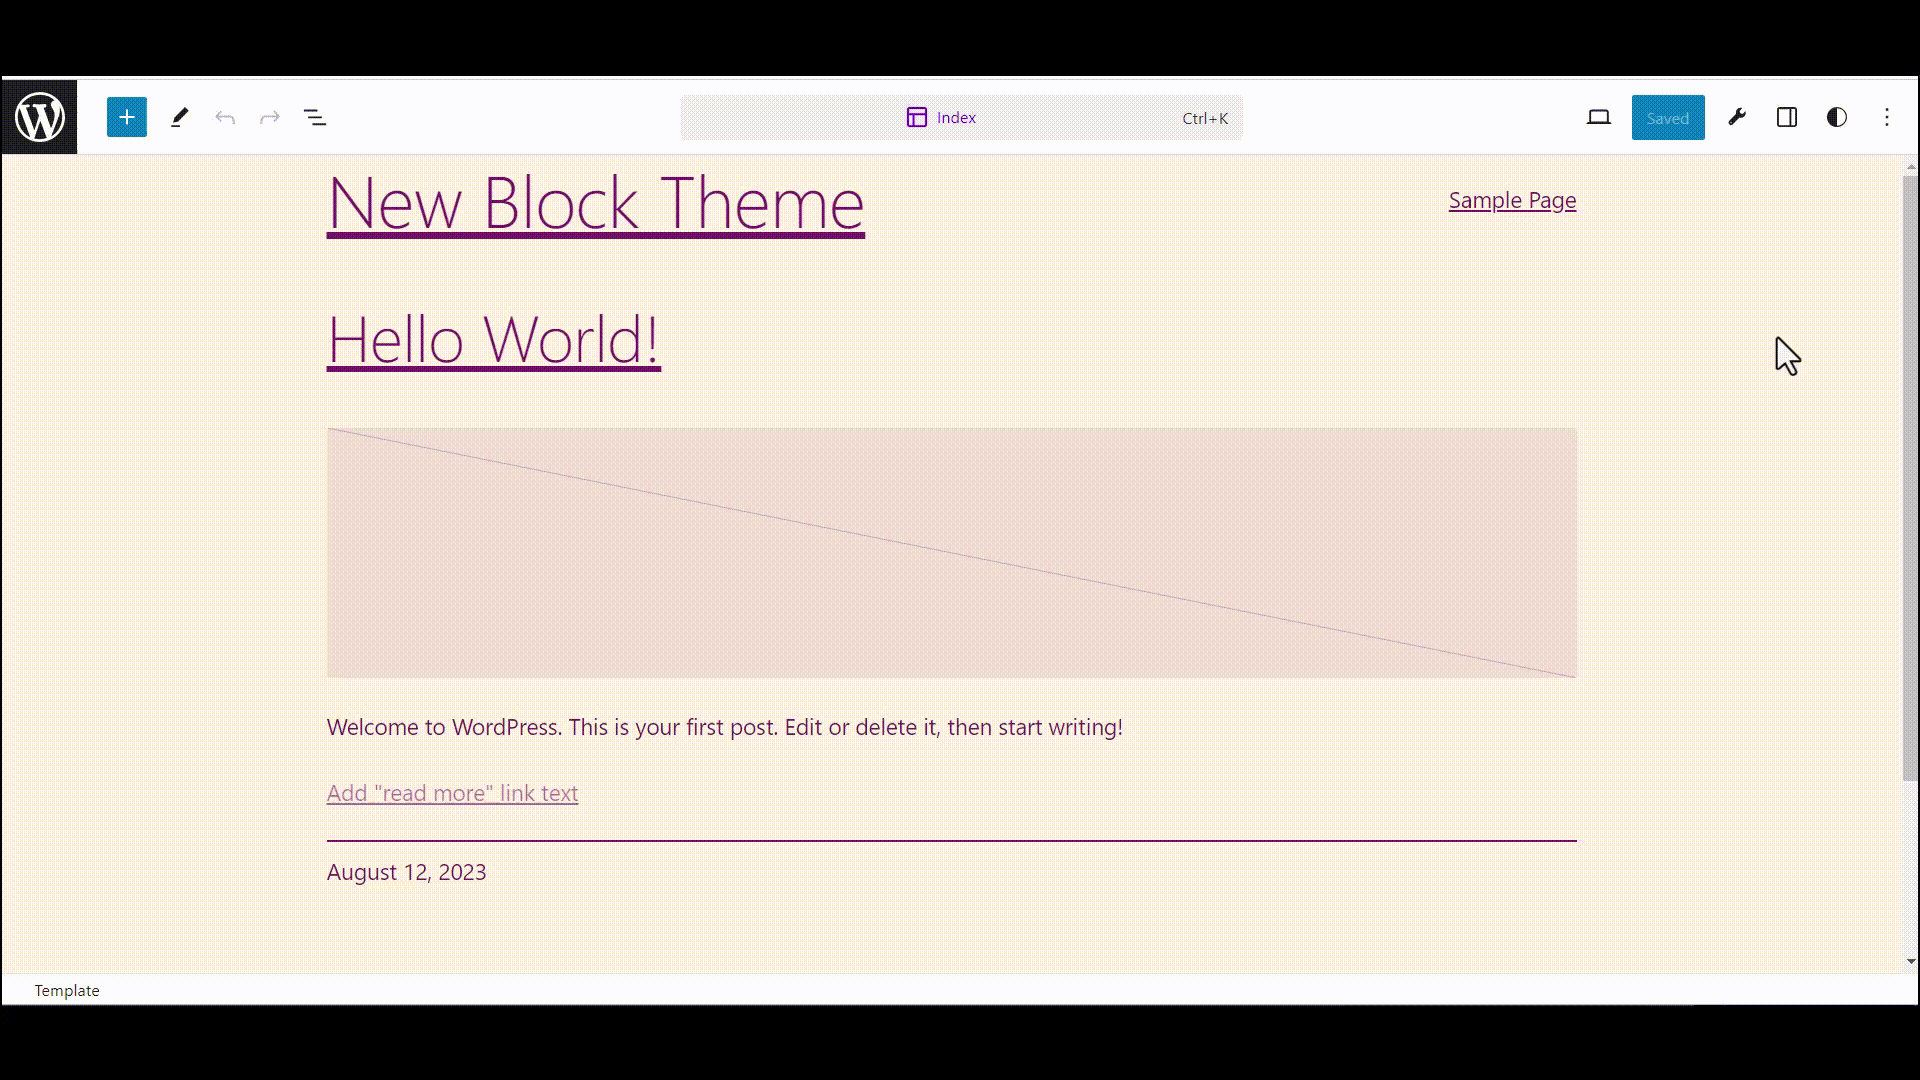 Index
Ctrl+K
Saved
New Block Theme
Sample Page
Hello World!
Welcome to WordPress. This is your first post. Edit or delete it, then start writing!
Add "read more" link text
August 12, 2023
Template